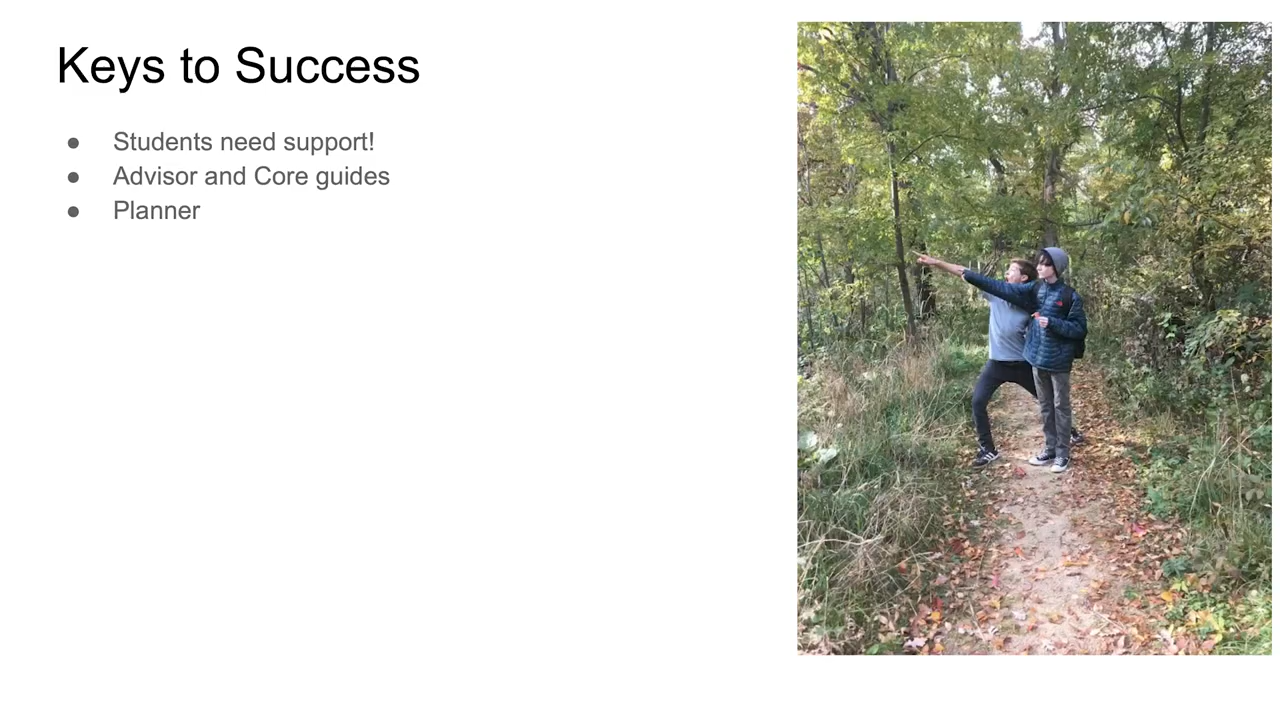 Keys to Success
● Students need support!
● Advisor and Core guides
● Planner